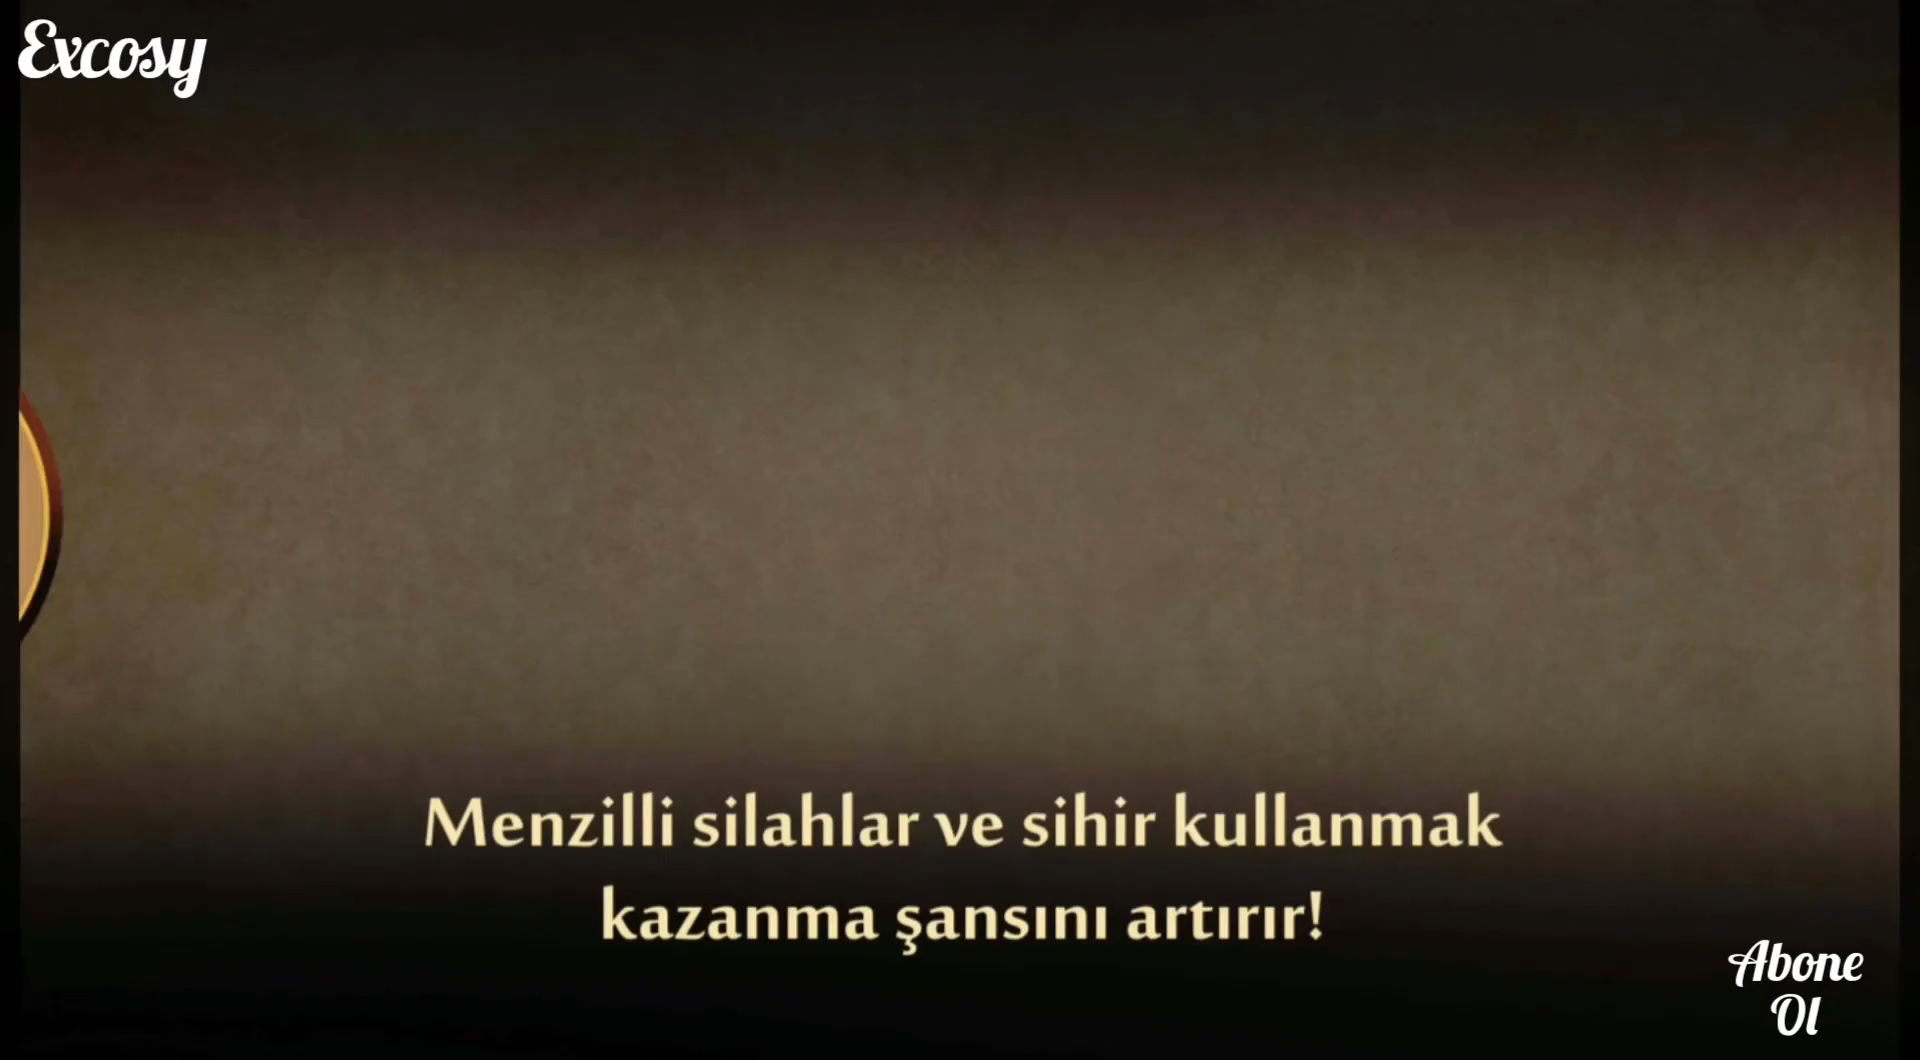 Excosy
Menzilli silahlar ve sihir kullanmak
kazanma şansını artırır!
Abone
Ol